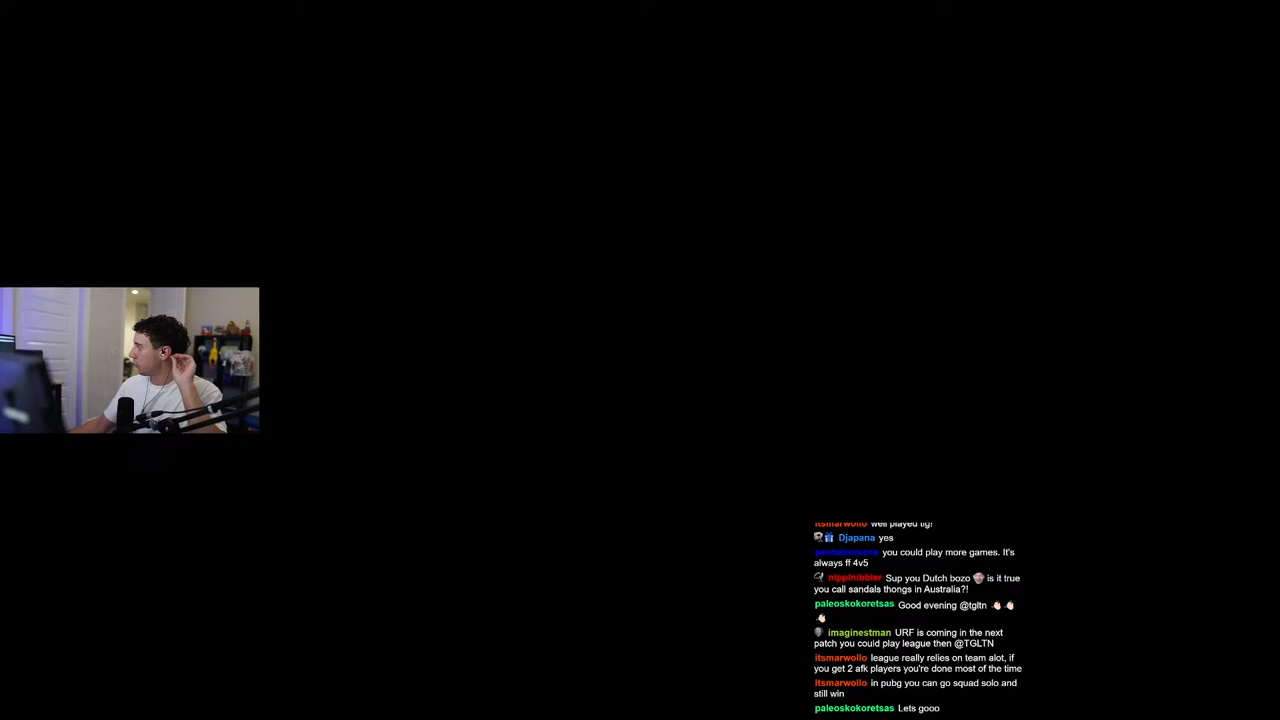 itsmarwollo well played tig!
Djapana yes
you could play more games. It's
always ff 4v5
nippinibbler Sup you Dutch bozo is it true
you call sandals thongs in Australia?!
paleoskokoretsas Good evening @tgltn
imaginestman URF is coming in the next
patch you could play league then @TGLTN
itsmarwollo league really relies on team alot, if
you get 2 afk players you're done most of the time
itsmarwollo in pubg you can go squad solo and
still win
paleoskokoretsas Lets gooo